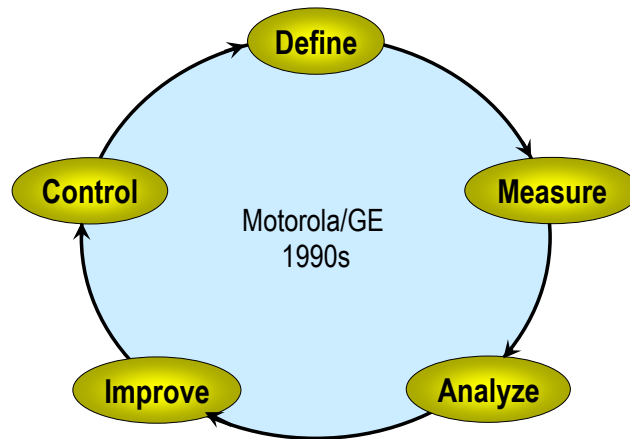 Define
Measure
Analyze
Improve
Control
Motorola/GE
1990s